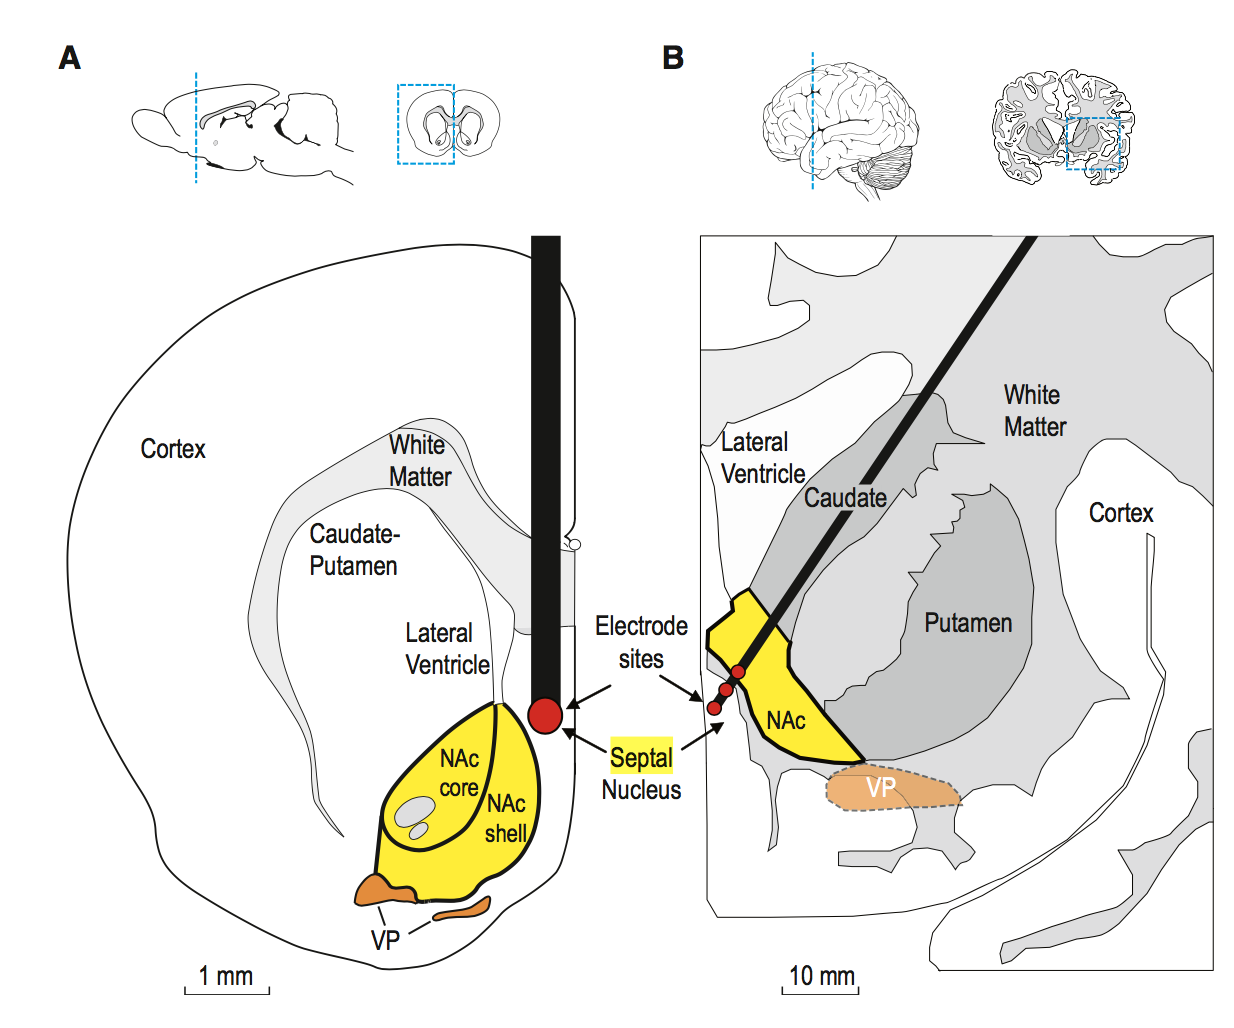 A
B
Cortex
White
Matter
Caudate-
Putamen
Lateral
Ventricle
NAc
core
NAc
shell
VP
1 mm
Electrode
sites
Septal
Nucleus
White
Matter
Lateral
Ventricle
Caudate
Cortex
Putamen
NAc
VP
10 mm